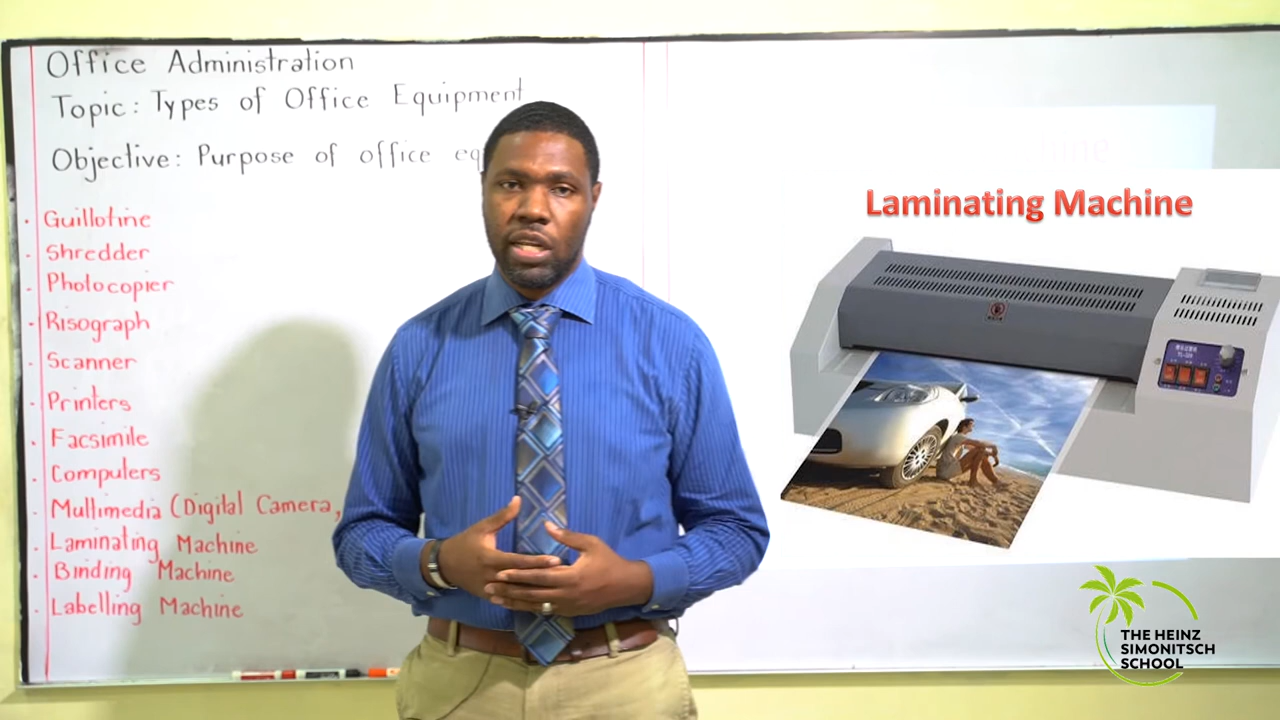 Office Administration
Topic: Types of Office Equipment
Objective: Purpose of office eq
· Guillotine
· Shredder
· Photocopier
· Risograph
· Scanner
· Printers
· Facsimile
· Computers
· Multimedia (Digital Camera,
· Laminating Machine
· Binding Machine
· Labelling Machine
Laminating Machine
THE HEINZ
SIMONITSCH
SCHOOL